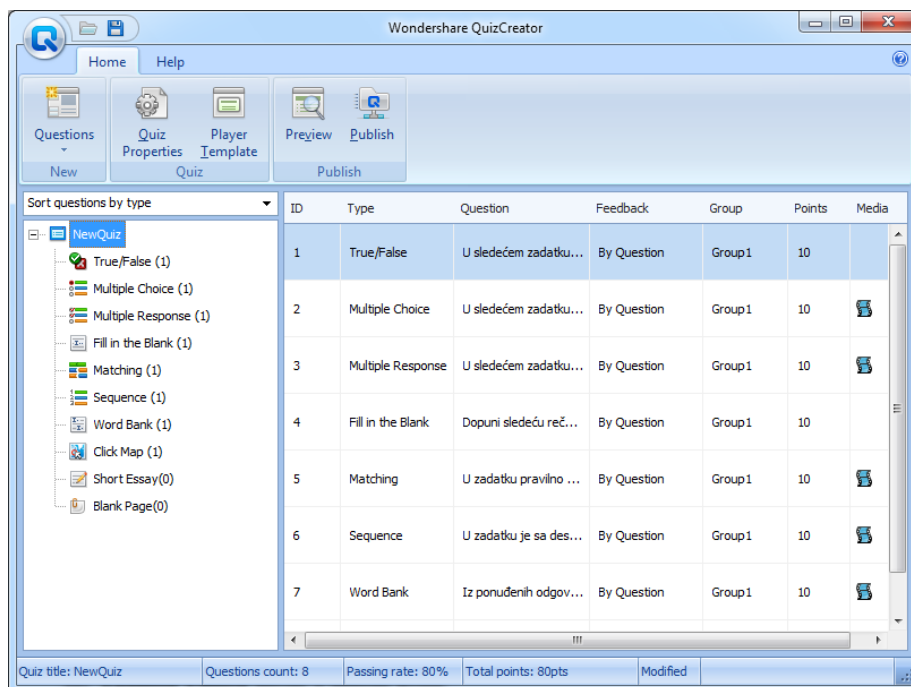 Wondershare QuizCreator
Home Help
Questions
Quiz Properties
Player Template
Preview
Publish
New
Quiz
Publish
Sort questions by type
NewQuiz
True/False (1)
Multiple Choice (1)
Multiple Response (1)
Fill in the Blank (1)
Matching (1)
Sequence (1)
Word Bank (1)
Click Map (1)
Short Essay(0)
Blank Page(0)
ID Type Question Feedback Group Points Media
1 True/False U sledećem zadatku... By Question Group1 10
2 Multiple Choice U sledećem zadatku... By Question Group1 10
3 Multiple Response U sledećem zadatku... By Question Group1 10
4 Fill in the Blank Dopuni sledeću reč... By Question Group1 10
5 Matching U zadatku pravilno ... By Question Group1 10
6 Sequence U zadatku je sa des... By Question Group1 10
7 Word Bank Iz ponuđenih odgov... By Question Group1 10
Quiz title: NewQuiz Questions count: 8 Passing rate: 80% Total points: 80pts Modified